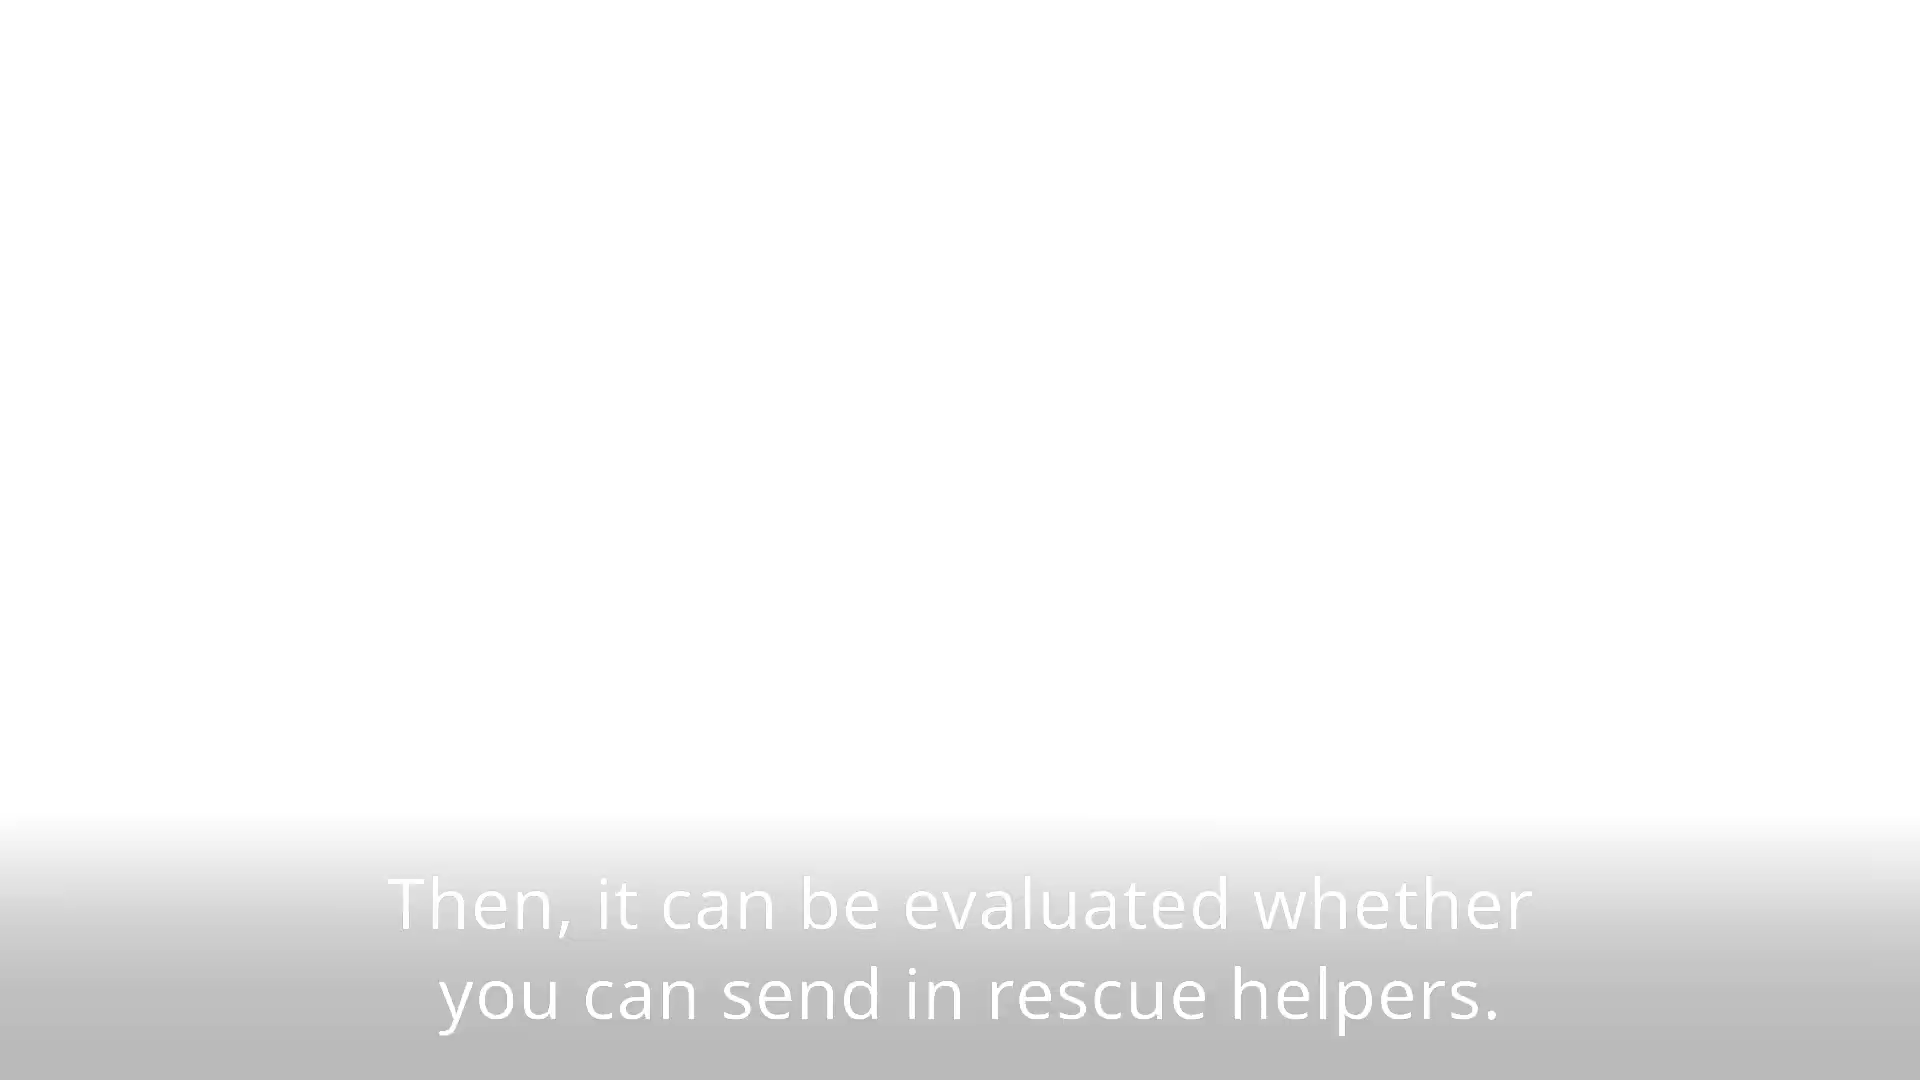 Then, it can be evaluated whether
you can send in rescue helpers.